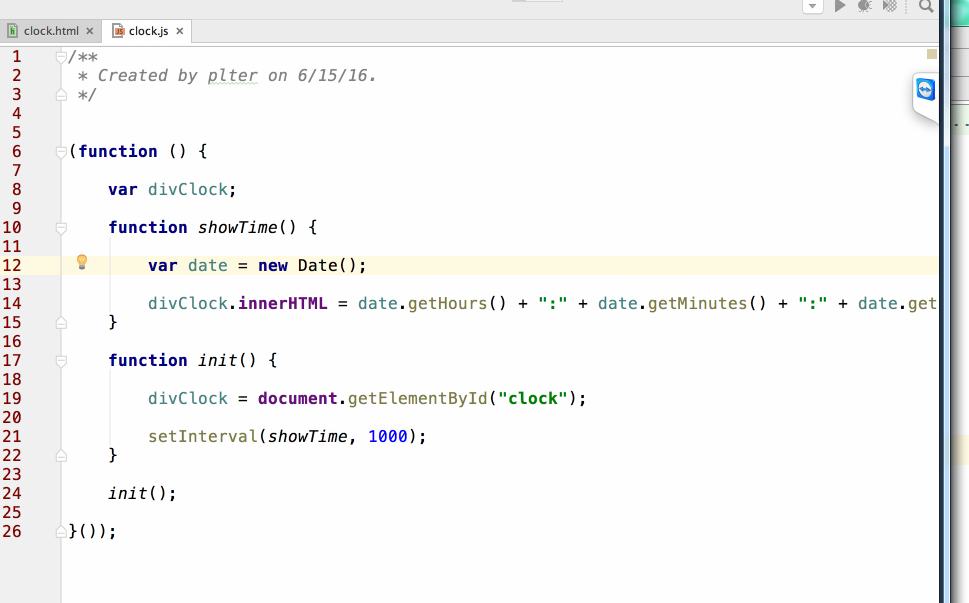 clock.html
clock.js
1 /**
2  * Created by plter on 6/15/16.
3  */
4
5
6 (function () {
7
8     var divClock;
9
10     function showTime() {
11
12         var date = new Date();
13
14         divClock.innerHTML = date.getHours() + ":" + date.getMinutes() + ":" + date.get
15     }
16
17     function init() {
18
19         divClock = document.getElementById("clock");
20
21         setInterval(showTime, 1000);
22     }
23
24     init();
25
26 }());